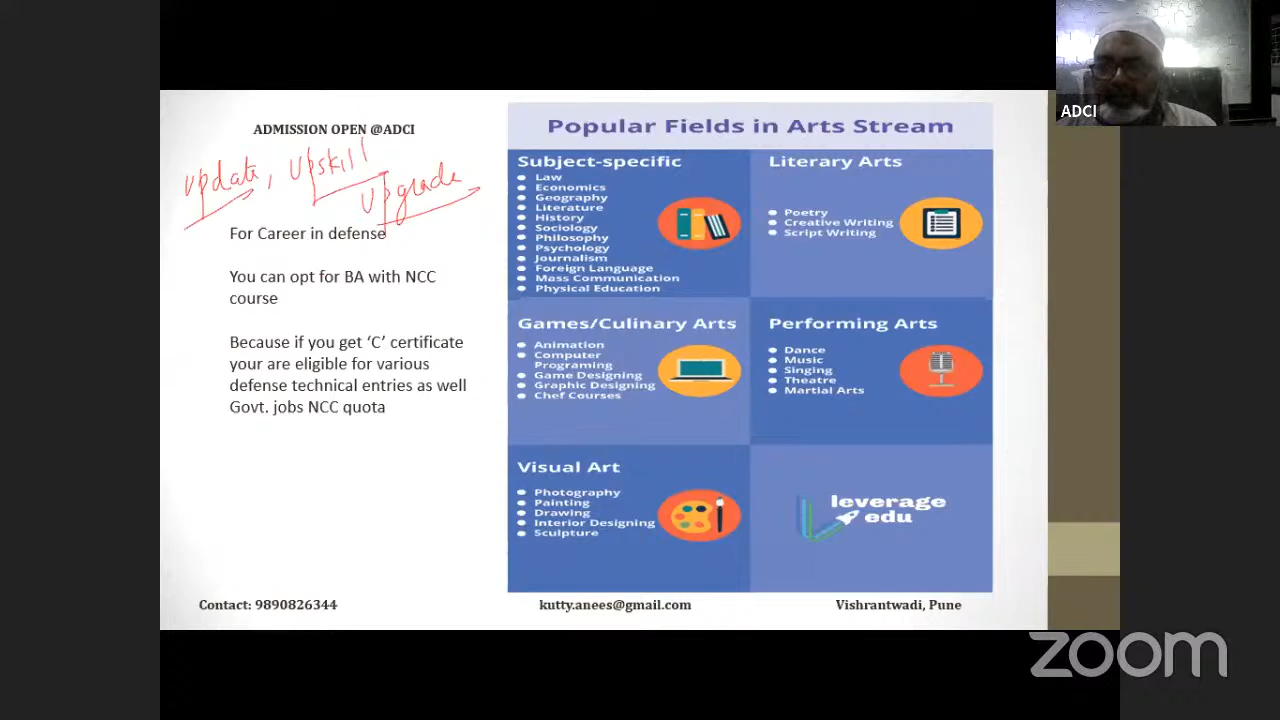 ADCI
ADMISSION OPEN @ADCI
update, upskill
upgrade
For Career in defense
You can opt for BA with NCC
course
Because if you get ‘C’ certificate
your are eligible for various
defense technical entries as well
Govt. jobs NCC quota
Popular Fields in Arts Stream
Subject-specific
Law
Economics
Geography
Literature
History
Sociology
Philosophy
Psychology
Journalism
Foreign Language
Mass Communication
Physical Education
Literary Arts
Poetry
Creative Writing
Script Writing
Games/Culinary Arts
Animation
Computer
Programing
Game Designing
Graphic Designing
Chef Courses
Performing Arts
Dance
Music
Singing
Theatre
Martial Arts
Visual Art
Photography
Painting
Drawing
Interior Designing
Sculpture
leverage
edu
Contact: 9890826344
kutty.anees@gmail.com
Vishrantwadi, Pune
zoom